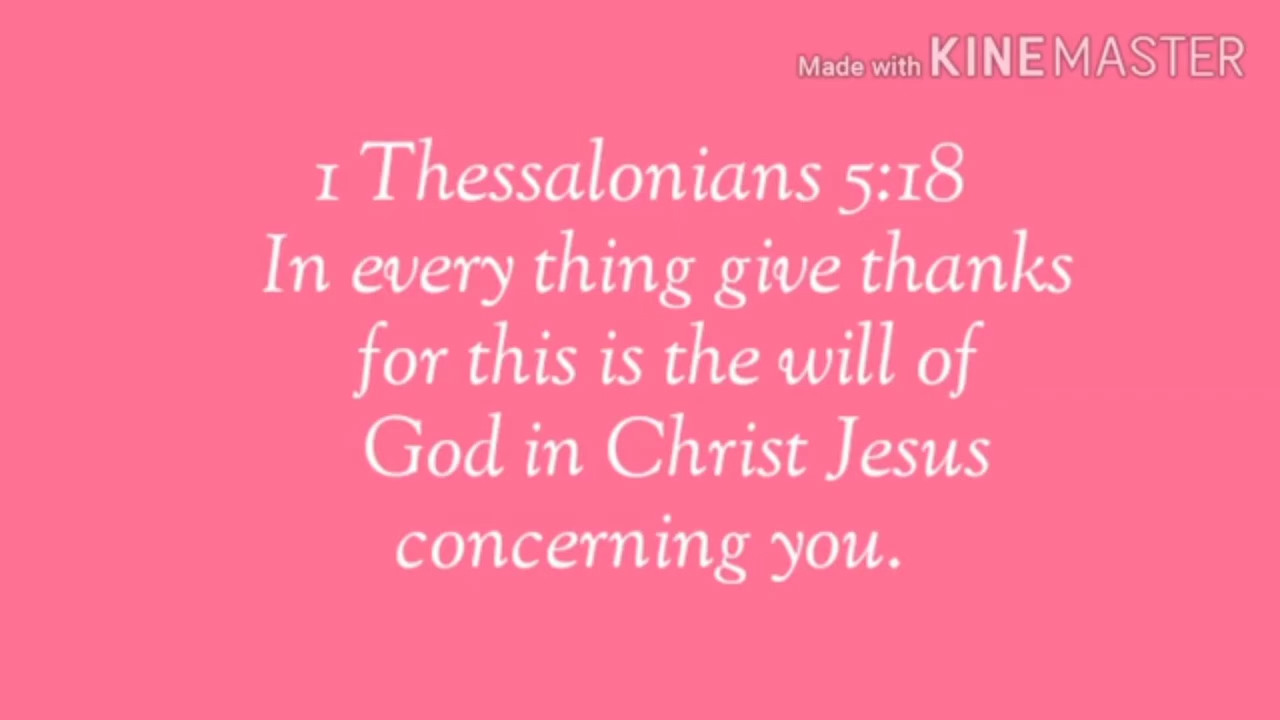 Made with KINEMASTER
1 Thessalonians 5:18
In every thing give thanks
for this is the will of
God in Christ Jesus
concerning you.